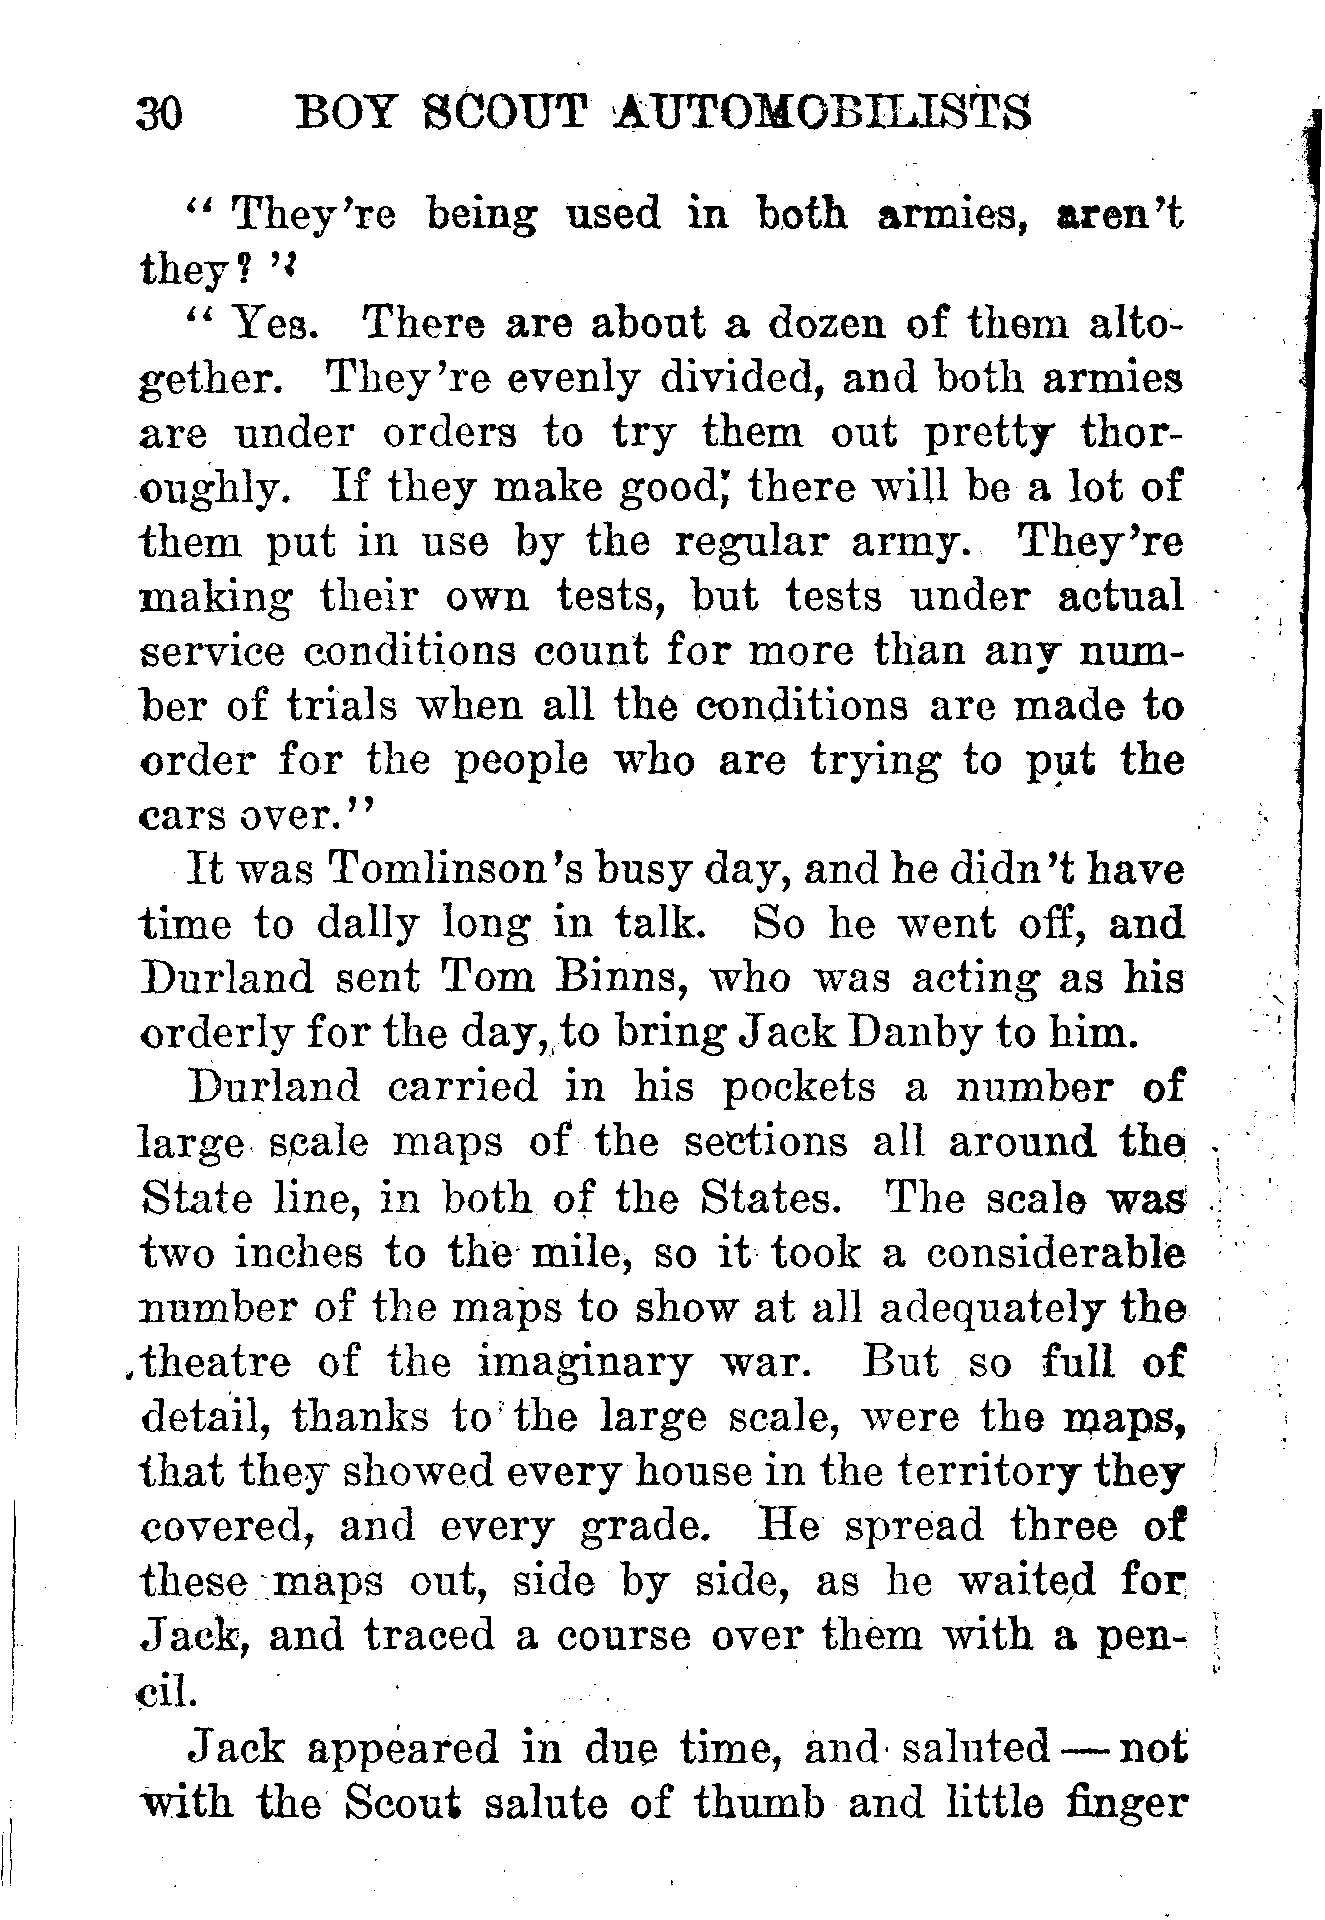 30 BOY SCOUT AUTOMOBILISTS
“ They’re being used in both armies, aren’t
they? ”
“ Yes. There are about a dozen of them alto-
gether. They’re evenly divided, and both armies
are under orders to try them out pretty thor-
oughly. If they make good, there will be a lot of
them put in use by the regular army. They’re
making their own tests, but tests under actual
service conditions count for more than any num-
ber of trials when all the conditions are made to
order for the people who are trying to put the
cars over.”
It was Tomlinson’s busy day, and he didn’t have
time to dally long in talk. So he went off, and
Durland sent Tom Binns, who was acting as his
orderly for the day, to bring Jack Danby to him.
Durland carried in his pockets a number of
large scale maps of the sections all around the
State line, in both of the States. The scale was
two inches to the mile, so it took a considerable
number of the maps to show at all adequately the
theatre of the imaginary war. But so full of
detail, thanks to the large scale, were the maps,
that they showed every house in the territory they
covered, and every grade. He spread three of
these maps out, side by side, as he waited for
Jack, and traced a course over them with a pen-
cil.
Jack appeared in due time, and saluted — not
with the Scout salute of thumb and little finger